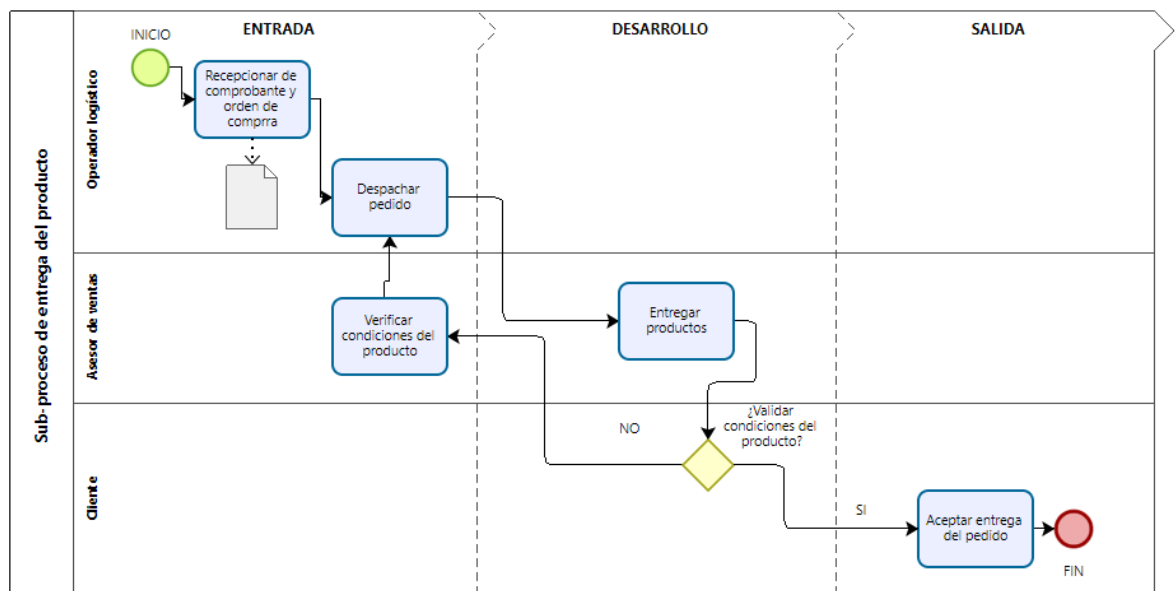 ENTRADA
DESARROLLO
SALIDA
Sub-proceso de entrega del producto
Operador logístico
INICIO
Recepcionar de
comprobante y
orden de
comprra
Despachar
pedido
Asesor de ventas
Verificar
condiciones del
producto
Entregar
productos
Cliente
NO
¿Validar
condiciones del
producto?
SI
Aceptar entrega
del pedido
FIN